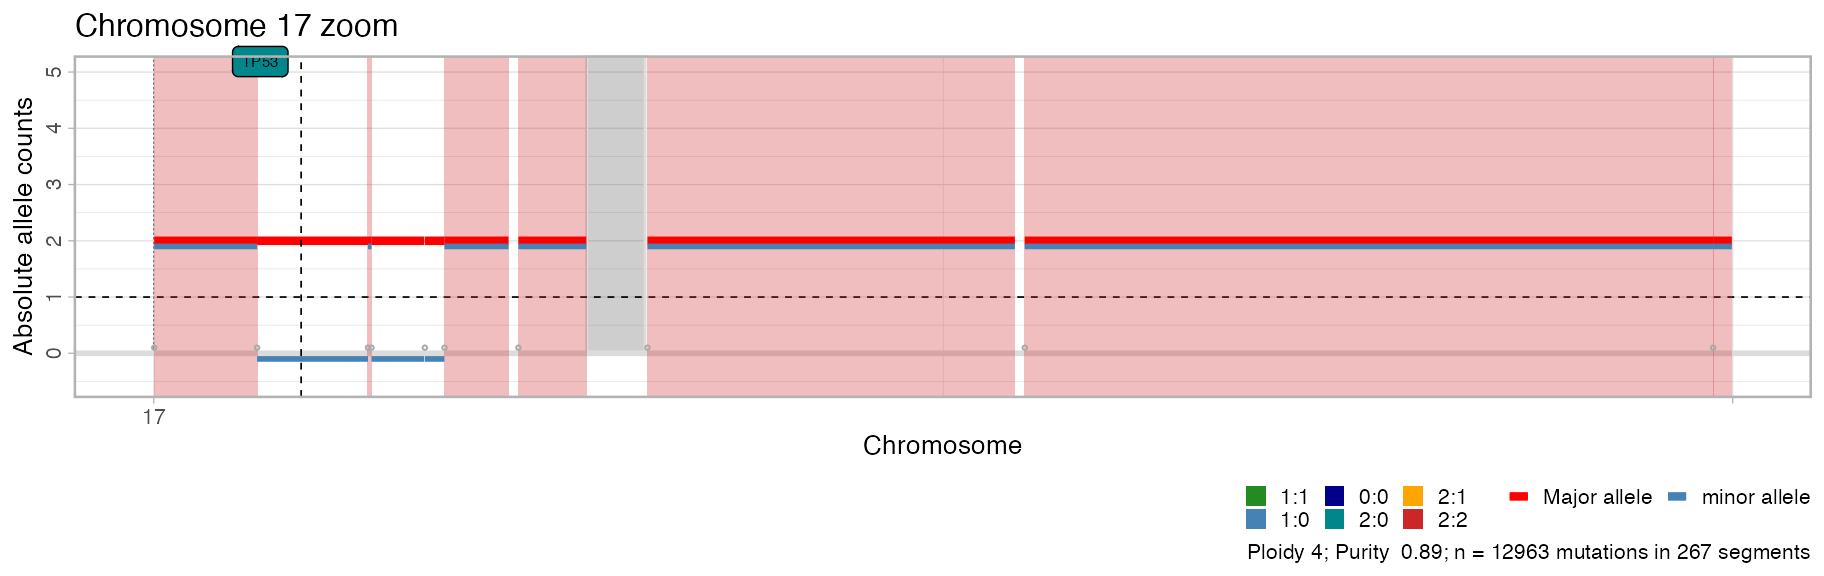 Chromosome 17 zoom
TP53
5
4
3
2
1
0
Absolute allele counts
17
Chromosome
1:1 0:0 2:1 Major allele minor allele
1:0 2:0 2:2
Ploidy 4; Purity 0.89; n = 12963 mutations in 267 segments